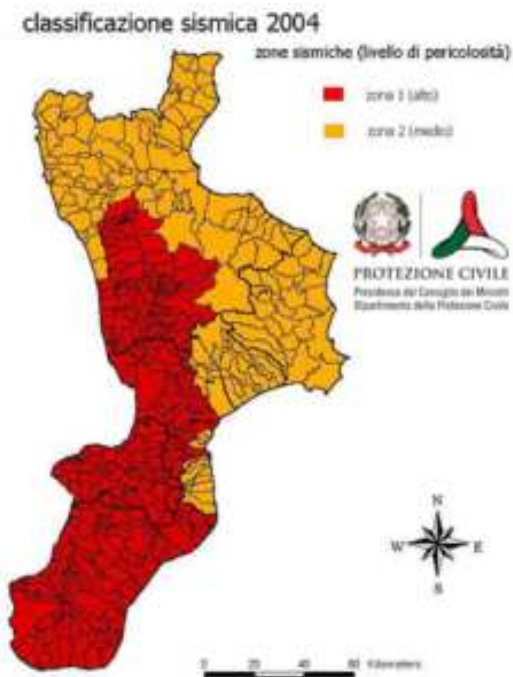 classificazione sismica 2004
zone sismiche (livello di pericolosità)
zona 1 (alto)
zona 2 (medio)
PROTEZIONE CIVILE
Presidenza del Consiglio dei Ministri
Dipartimento della Protezione Civile
N
W E
S
0 20 40 60 Kilometers